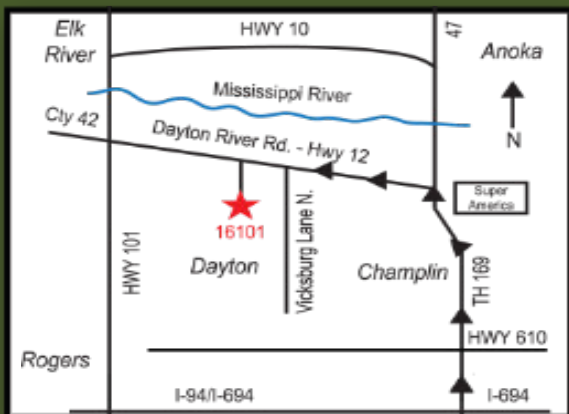 Elk
River
HWY 10
47
Anoka
Mississippi River
N
Cty 42
Dayton River Rd. - Hwy 12
Super
America
16101
Vicksburg Lane N.
HWY 101
Dayton
Champlin
TH 169
HWY 610
Rogers
I-94/I-694
I-694